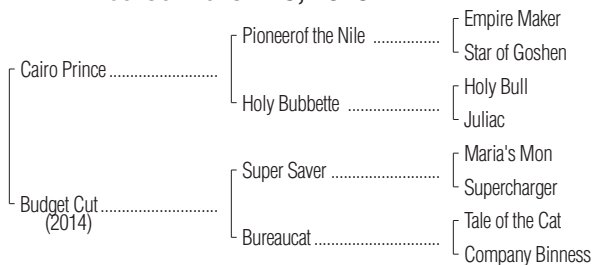 Empire Maker
Pioneerof the Nile ................
Star of Goshen
Cairo Prince ..........................
Holy Bull
Holy Bubbette ......................
Juliac
Maria's Mon
Super Saver ..........................
Supercharger
Budget Cut............................
(2014)
Tale of the Cat
Bureaucat..............................
Company Binness